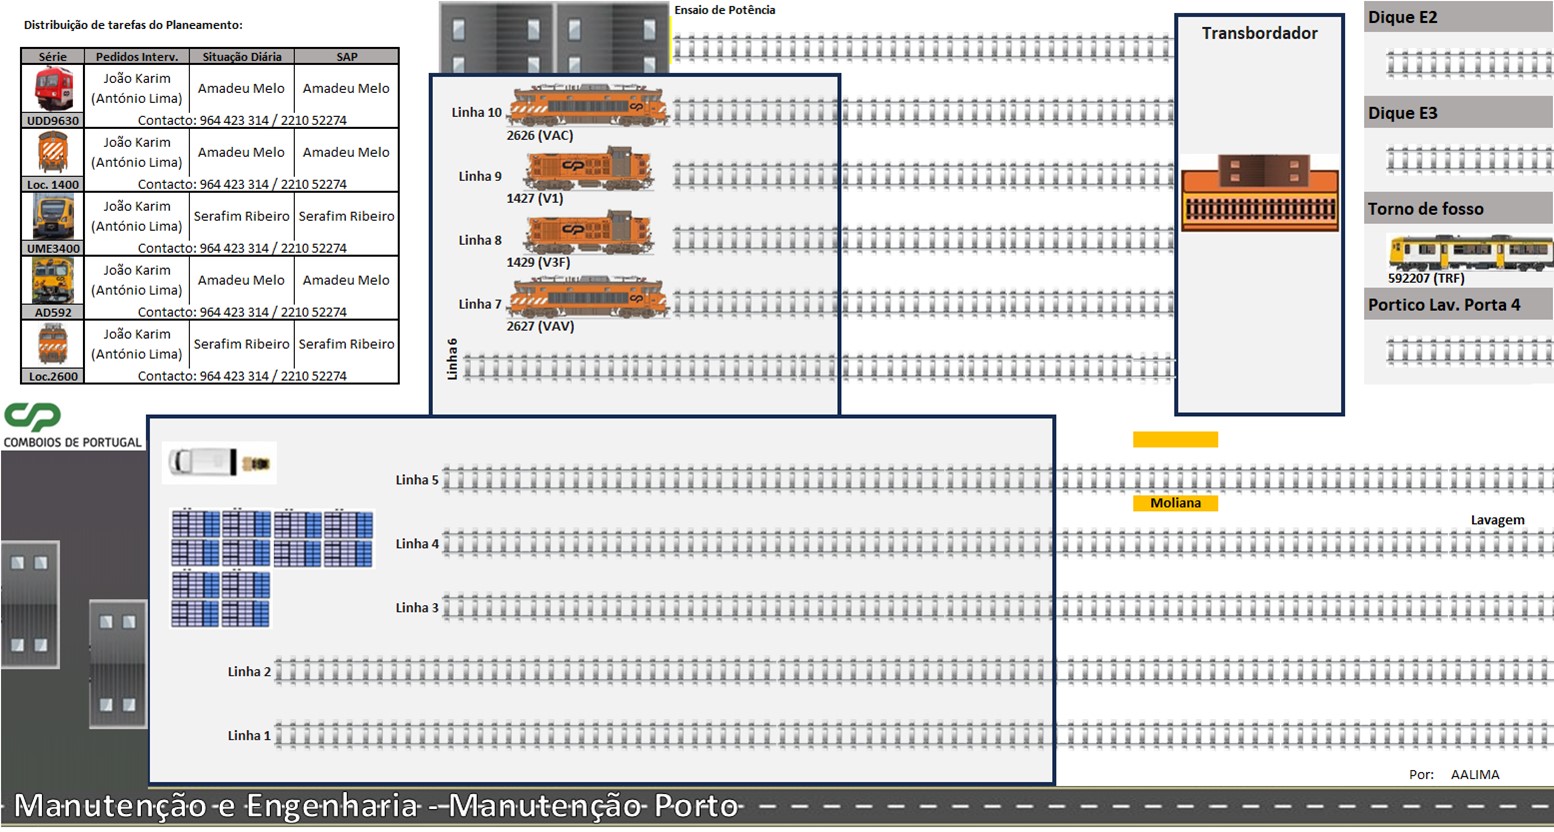 Distribuição de tarefas do Planeamento:
Série Pedidos Interv. Situação Diária SAP
João Karim
(António Lima) Amadeu Melo Amadeu Melo
UDD9630 Contacto: 964 423 314 / 2210 52274
João Karim
(António Lima) Amadeu Melo Amadeu Melo
Loc. 1400 Contacto: 964 423 314 / 2210 52274
João Karim
(António Lima) Serafim Ribeiro Serafim Ribeiro
UME3400 Contacto: 964 423 314 / 2210 52274
João Karim
(António Lima) Amadeu Melo Amadeu Melo
AD592 Contacto: 964 423 314 / 2210 52274
João Karim
(António Lima) Serafim Ribeiro Serafim Ribeiro
Loc.2600 Contacto: 964 423 314 / 2210 52274
CP
COMBOIOS DE PORTUGAL
Ensaio de Potência
Linha 10
2626 (VAC)
Linha 9
1427 (V1)
Linha 8
1429 (V3F)
Linha 7
2627 (VAV)
Linha 6
Transbordador
Dique E2
Dique E3
Torno de fosso
592207 (TRF)
Portico Lav. Porta 4
Linha 5
Moliana
Lavagem
Linha 4
Linha 3
Linha 2
Linha 1
Por: AALIMA
Manutenção e Engenharia - Manutenção Porto